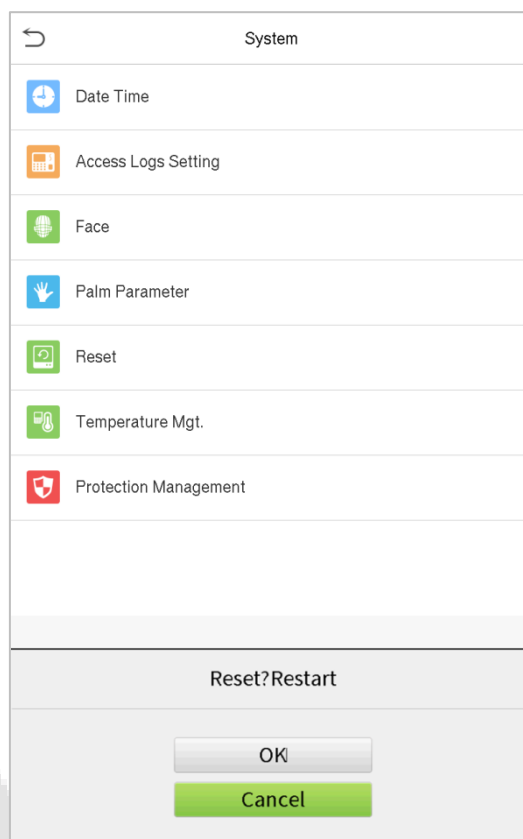 System
Date Time
Access Logs Setting
Face
Palm Parameter
Reset
Temperature Mgt.
Protection Management
Reset?Restart
OK
Cancel